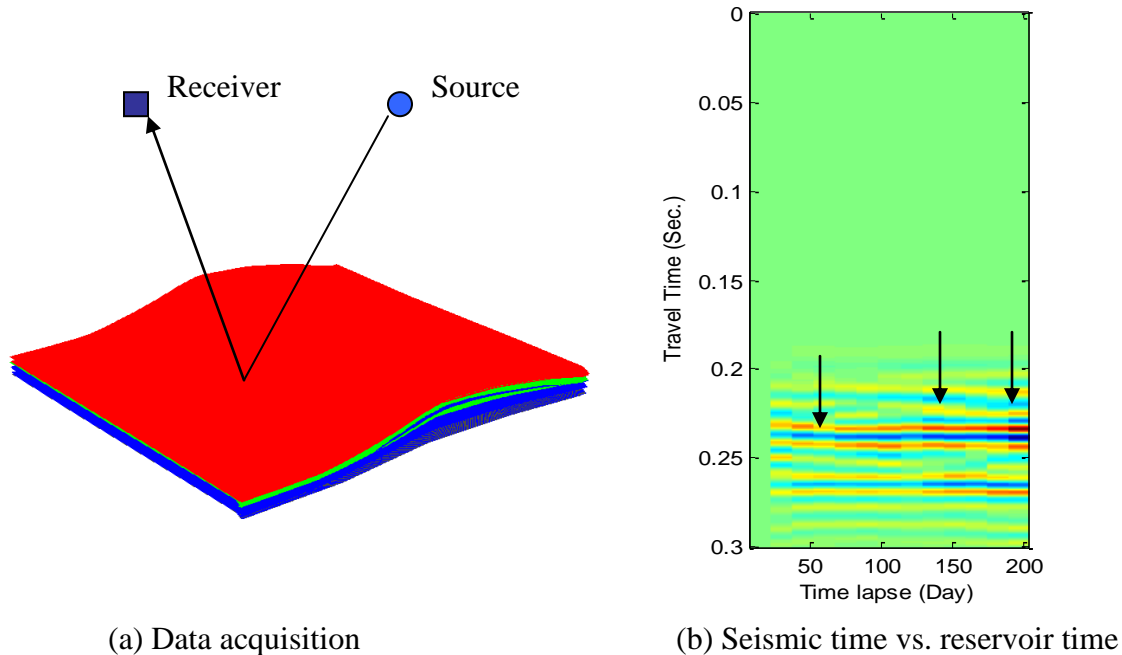 Receiver
Source
(a) Data acquisition
0
0.05
0.1
0.15
0.2
0.25
0.3
Travel Time (Sec.)
50
100
150
200
Time lapse (Day)
(b) Seismic time vs. reservoir time